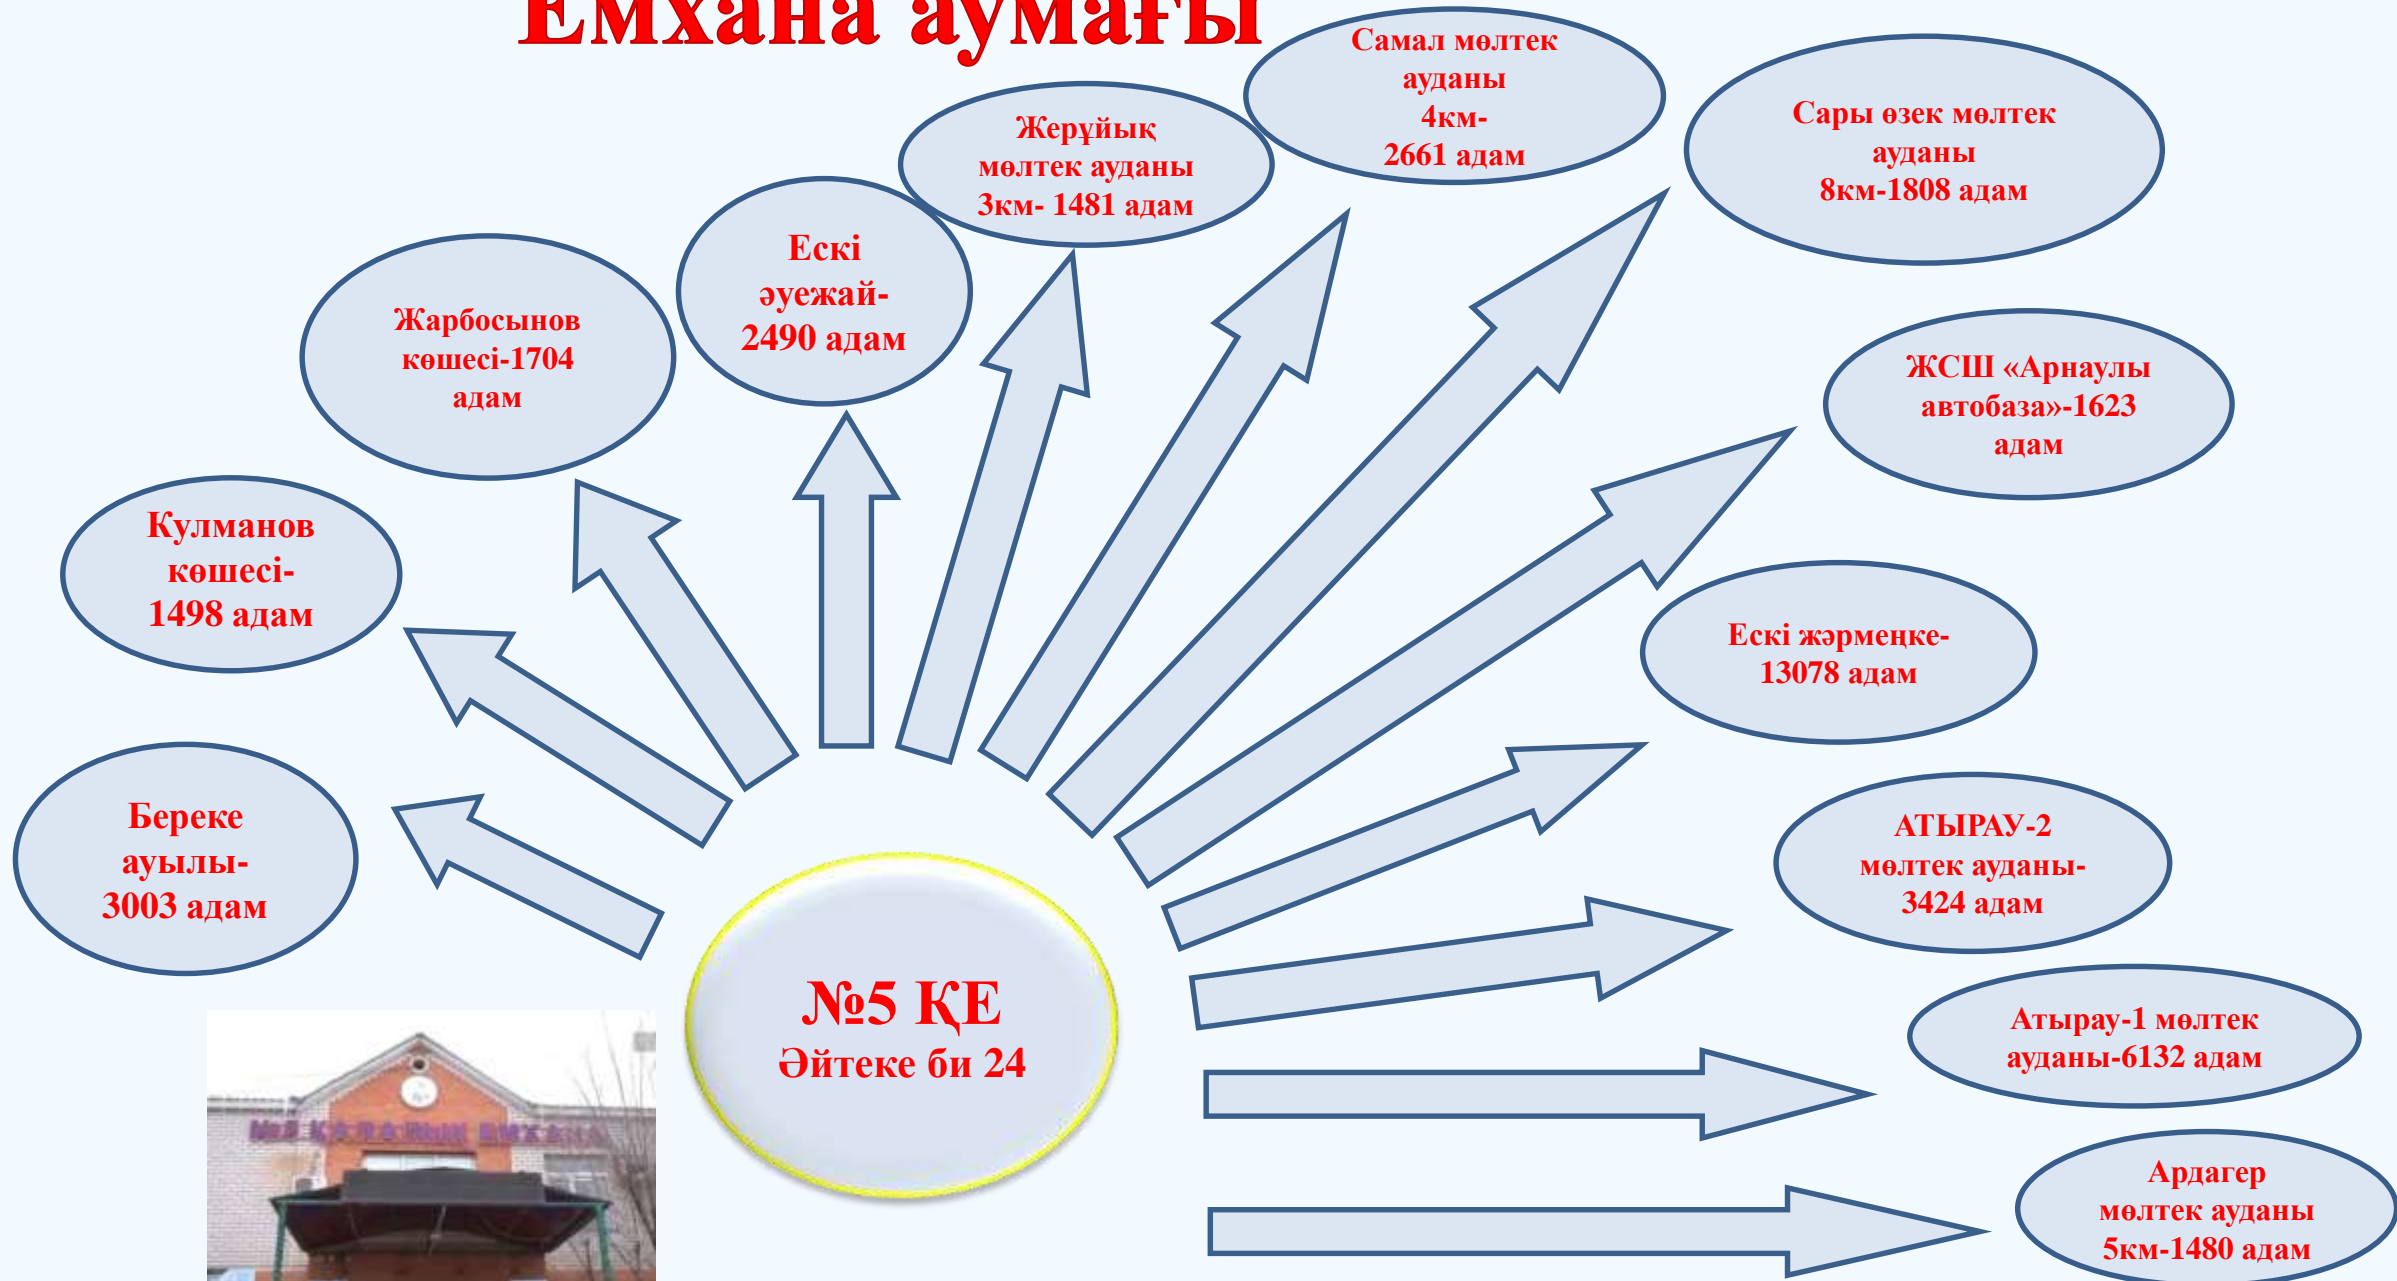 Емхана аумағы
Самал мөлтек
ауданы
4км-
2661 адам
Сары өзек мөлтек
ауданы
8км-1808 адам
Жерұйық
мөлтек ауданы
3км- 1481 адам
Ескі
әуежай-
2490 адам
Жарбосынов
көшесі-1704
адам
ЖСШ «Арнаулы
автобаза»-1623
адам
Кулманов
көшесі-
1498 адам
Ескі жәрмеңке-
13078 адам
Береке
ауылы-
3003 адам
АТЫРАУ-2
мөлтек ауданы-
3424 адам
№5 ҚЕ
Әйтеке би 24
Атырау-1 мөлтек
ауданы-6132 адам
Ардагер
мөлтек ауданы
5км-1480 адам
№5 ҚАЛАЛЫҚ ЕМХАНА